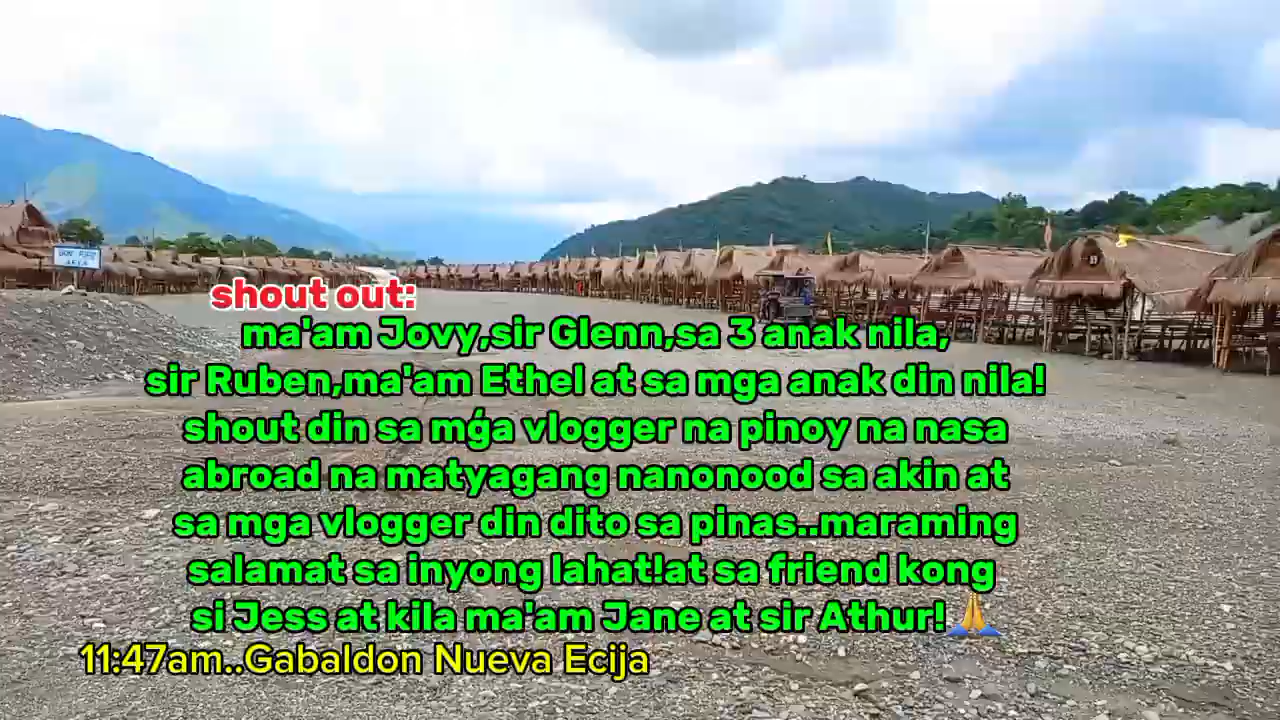 shout out:
ma'am Jovy,sir Glenn,sa 3 anak nila,
sir Ruben,ma'am Ethel at sa mga anak din nila!
shout din sa mǵa vlogger na pinoy na nasa
abroad na matyagang nanonood sa akin at
sa mga vlogger din dito sa pinas..maraming
salamat sa inyong lahat!at sa friend kong
si Jess at kila ma'am Jane at sir Athur!🙏
11:47am..Gabaldon Nueva Ecija